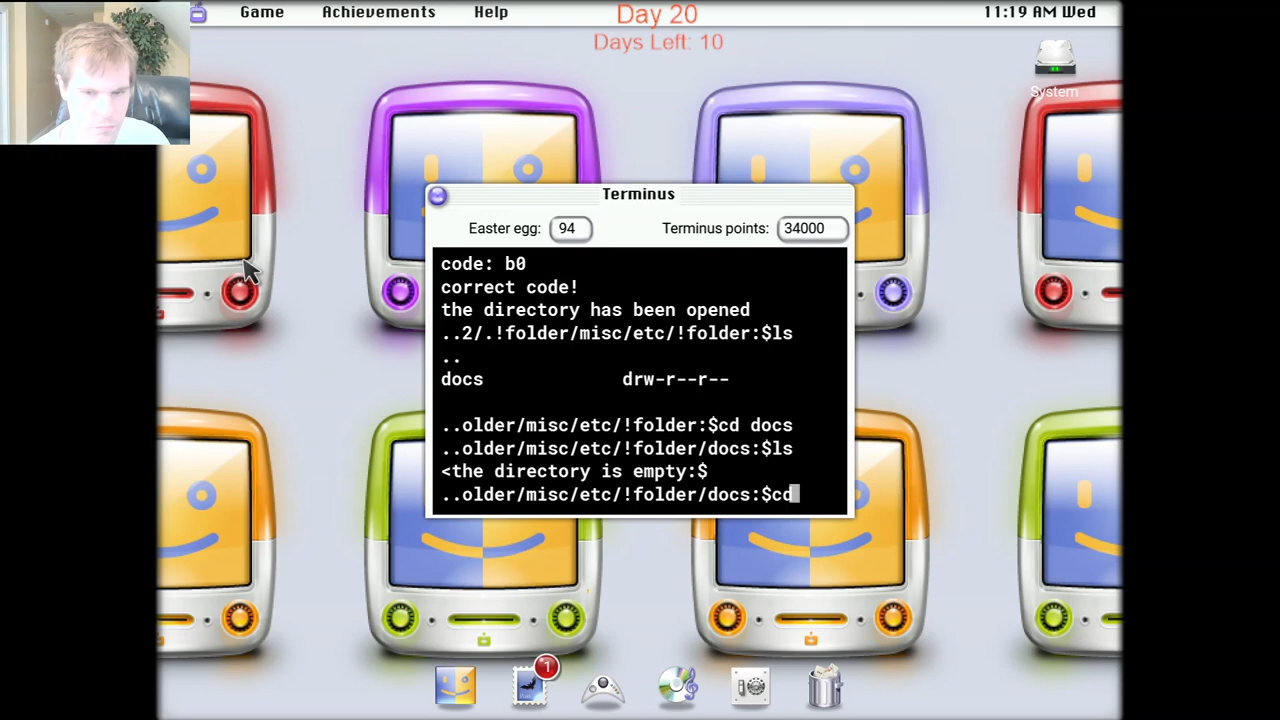 Game Achievements Help
Day 20
11:19 AM Wed
Days Left: 10
System
Terminus
Easter egg: 94 Terminus points: 34000
code: b0
correct code!
the directory has been opened
..2/.!folder/misc/etc/!folder:$ls
..
docs drw-r--r--
..older/misc/etc/!folder:$cd docs
..older/misc/etc/!folder/docs:$ls
<the directory is empty:$
..older/misc/etc/!folder/docs:$cd
1